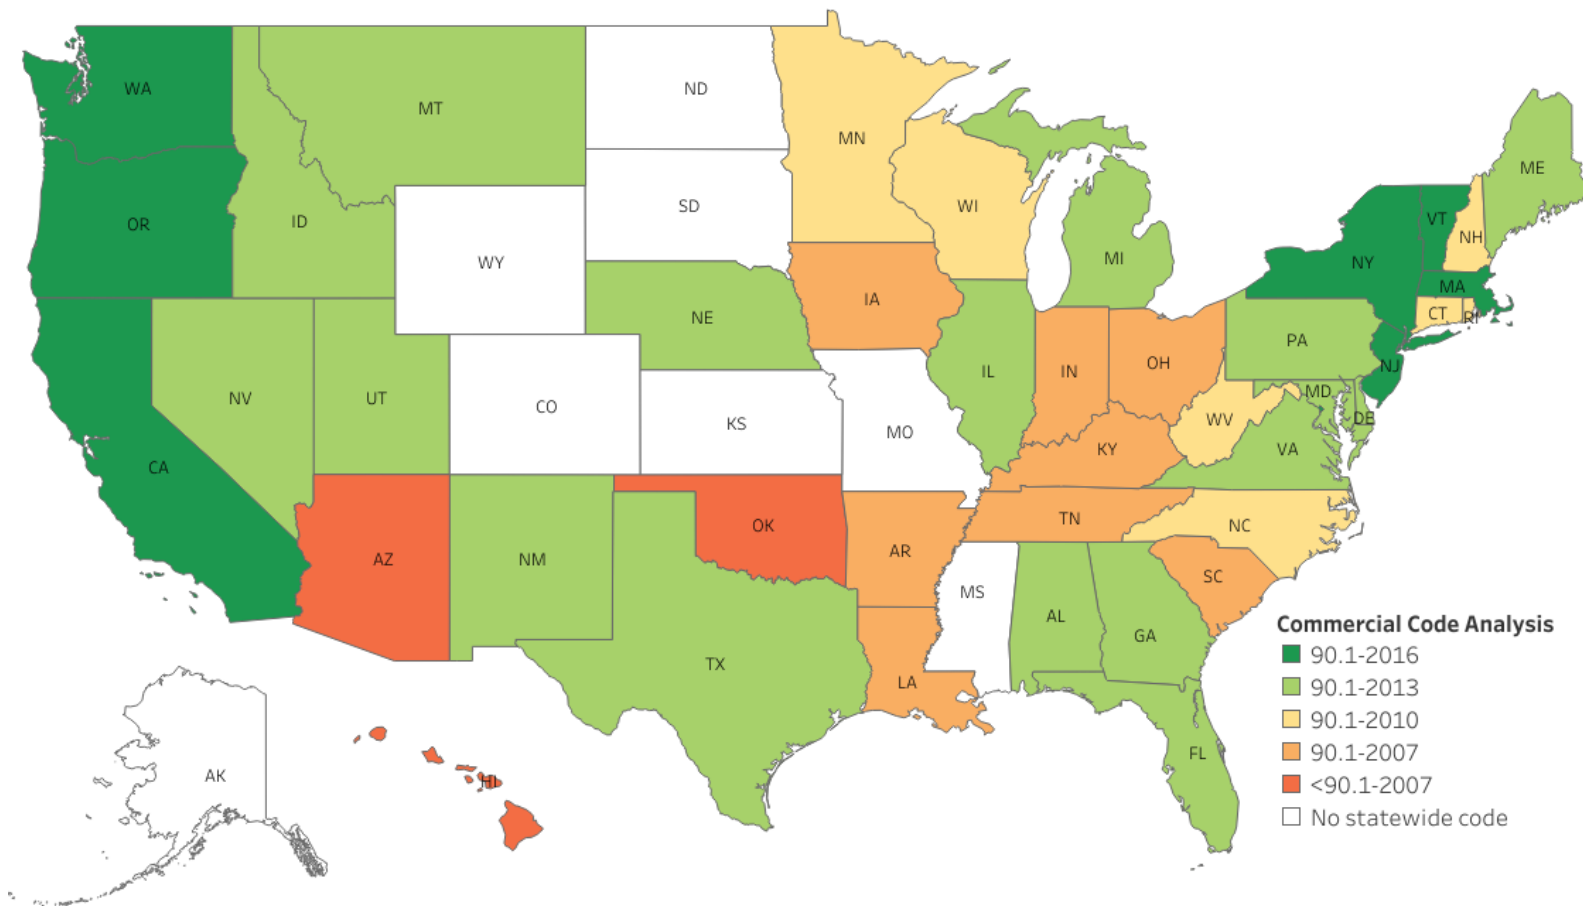 WA
MT
ND
MN
ME
OR
ID
SD
WI
VT
NH
WY
MI
NY
MA
IA
CT
RI
NE
PA
NV
UT
CO
IL
IN
OH
NJ
KS
MO
WV
MD
DE
CA
KY
VA
AZ
NM
OK
AR
TN
NC
MS
AL
GA
SC
TX
LA
FL
AK
HI
Commercial Code Analysis
90.1-2016
90.1-2013
90.1-2010
90.1-2007
<90.1-2007
No statewide code